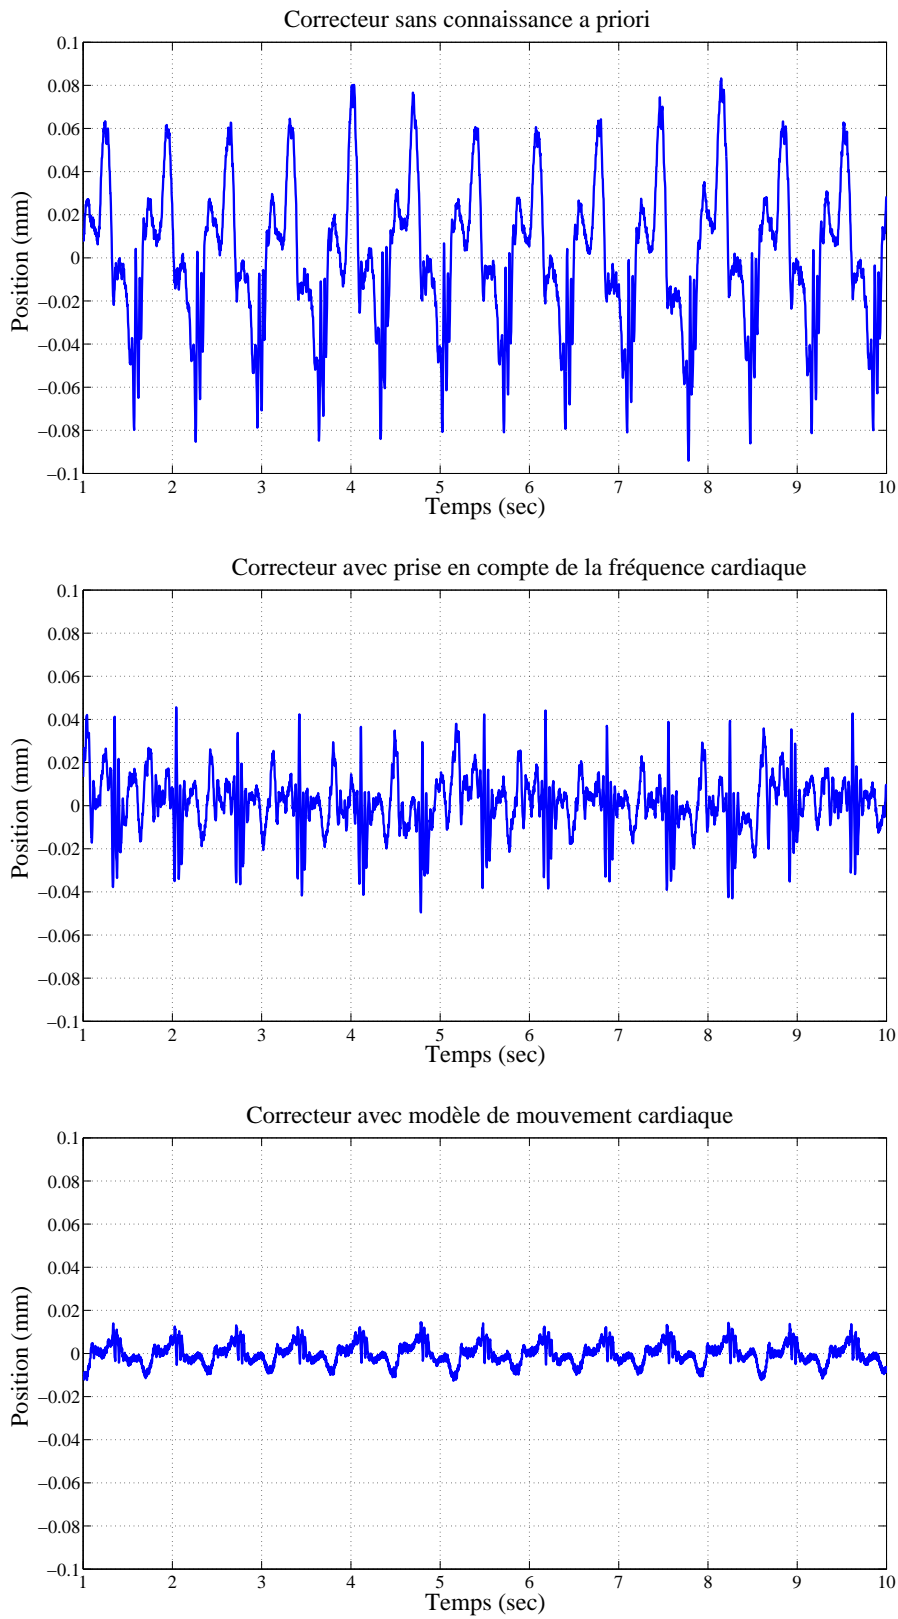 Correcteur sans connaissance a priori
0.1
0.08
0.06
0.04
0.02
0
−0.02
−0.04
−0.06
−0.08
−0.1
Position (mm)
1 2 3 4 5 6 7 8 9 10
Temps (sec)
Correcteur avec prise en compte de la fréquence cardiaque
0.1
0.08
0.06
0.04
0.02
0
−0.02
−0.04
−0.06
−0.08
−0.1
Position (mm)
1 2 3 4 5 6 7 8 9 10
Temps (sec)
Correcteur avec modèle de mouvement cardiaque
0.1
0.08
0.06
0.04
0.02
0
−0.02
−0.04
−0.06
−0.08
−0.1
Position (mm)
1 2 3 4 5 6 7 8 9 10
Temps (sec)